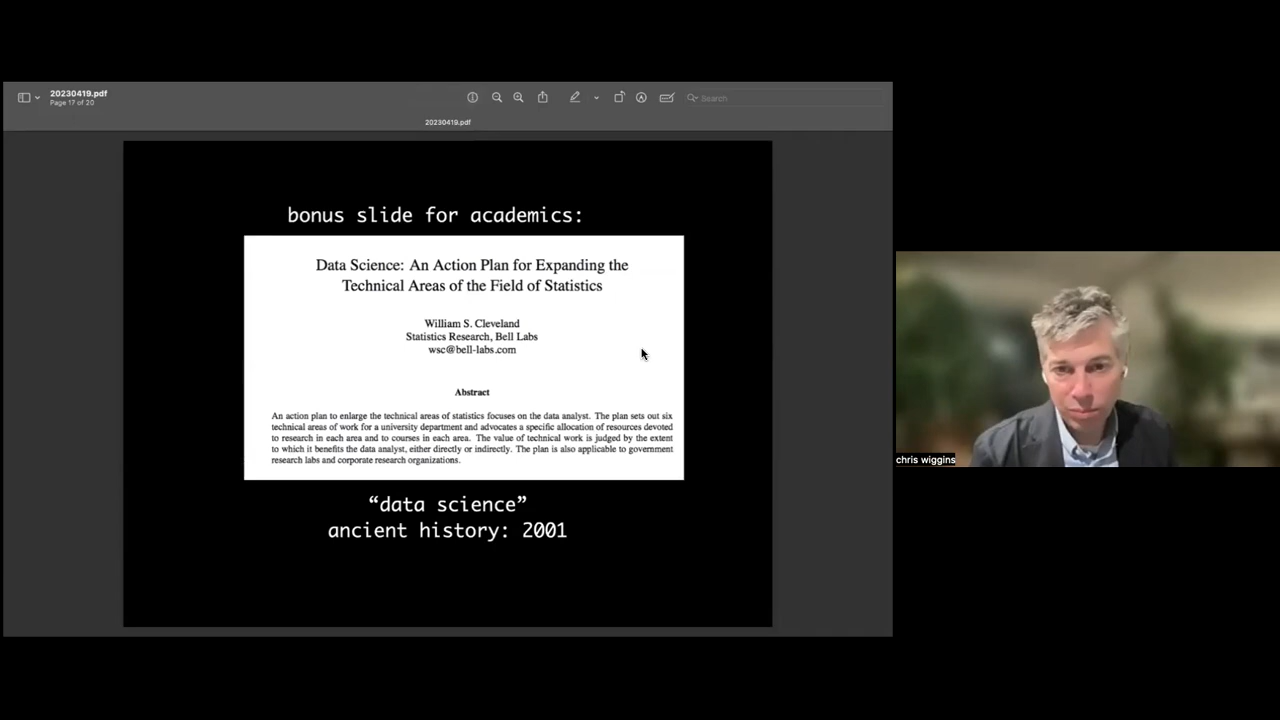 20230419.pdf
Page 17 of 20
Search
20230419.pdf
bonus slide for academics:
Data Science: An Action Plan for Expanding the
Technical Areas of the Field of Statistics
William S. Cleveland
Statistics Research, Bell Labs
wsc@bell-labs.com
Abstract
An action plan to enlarge the technical areas of statistics focuses on the data analyst. The plan sets out six
technical areas of work for a university department and advocates a specific allocation of resources devoted
to research in each area and to courses in each area. The value of technical work is judged by the extent
to which it benefits the data analyst, either directly or indirectly. The plan is also applicable to government
research labs and corporate research organizations.
“data science”
ancient history: 2001
chris wiggins